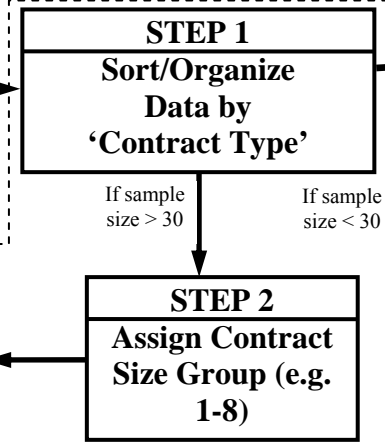 STEP 1
Sort/Organize
Data by
‘Contract Type’
If sample
size > 30
If sample
size < 30
STEP 2
Assign Contract
Size Group (e.g.
1-8)